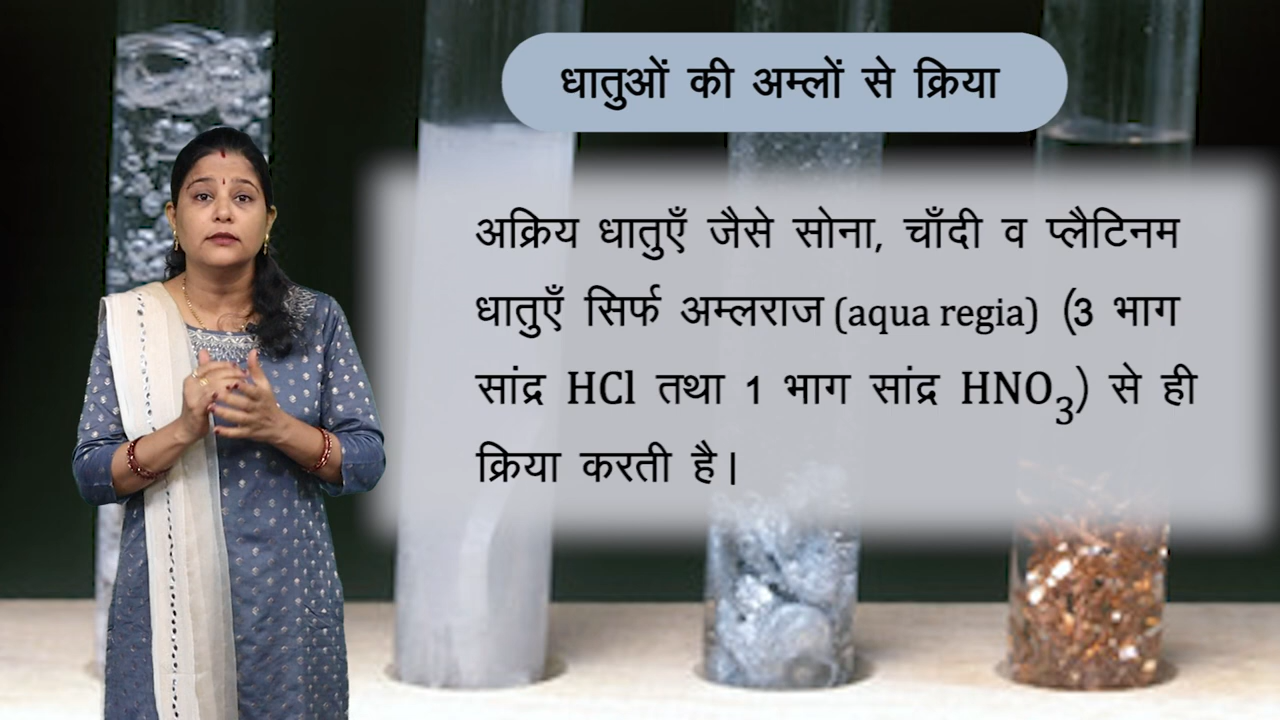 धातुओं की अम्लों से क्रिया
अक्रिय धातुएँ जैसे सोना, चाँदी व प्लैटिनम
धातुएँ सिर्फ अम्लराज (aqua regia) (3 भाग
सांद्र HCl तथा 1 भाग सांद्र HNO₃) से ही
क्रिया करती है।